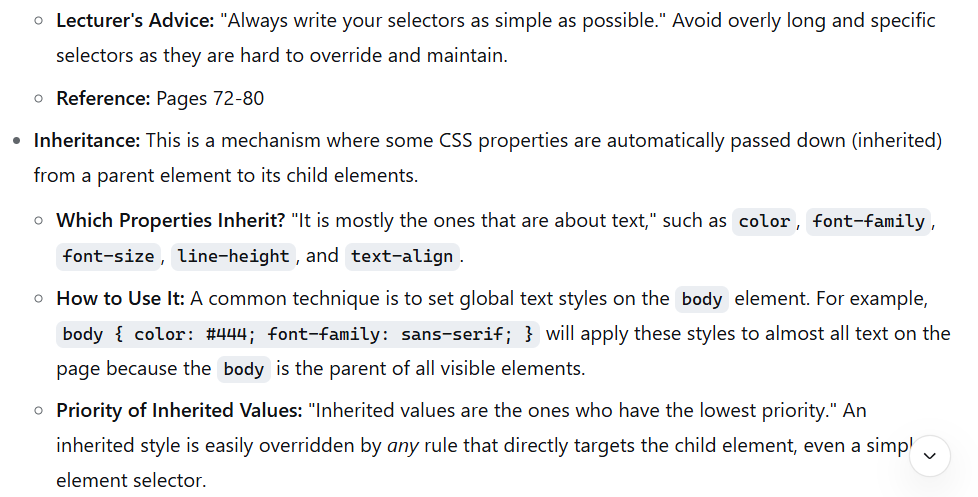 Lecturer's Advice: "Always write your selectors as simple as possible." Avoid overly long and specific
selectors as they are hard to override and maintain.
Reference: Pages 72-80
Inheritance: This is a mechanism where some CSS properties are automatically passed down (inherited)
from a parent element to its child elements.
Which Properties Inherit? "It is mostly the ones that are about text," such as color, font-family,
font-size, line-height, and text-align.
How to Use It: A common technique is to set global text styles on the body element. For example,
body { color: #444; font-family: sans-serif; } will apply these styles to almost all text on the
page because the body is the parent of all visible elements.
Priority of Inherited Values: "Inherited values are the ones who have the lowest priority." An
inherited style is easily overridden by any rule that directly targets the child element, even a
element selector.